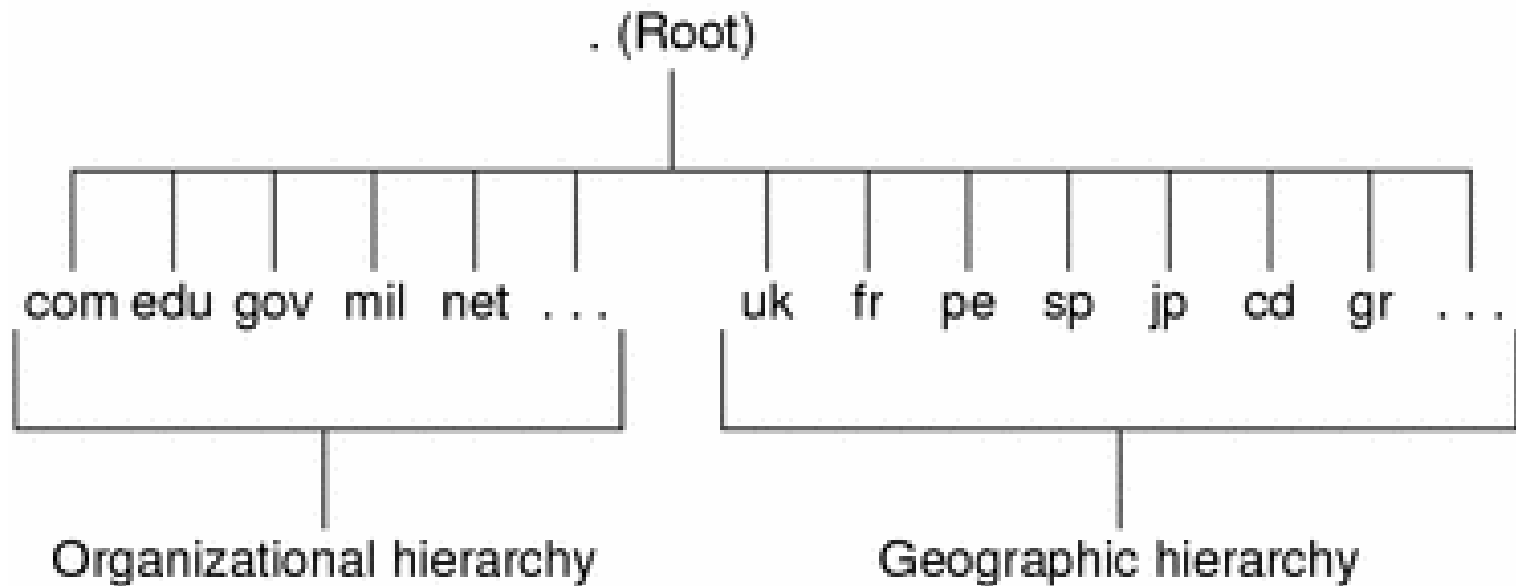 . (Root)
com edu gov mil net . . . uk fr pe sp jp cd gr . . .
Organizational hierarchy Geographic hierarchy